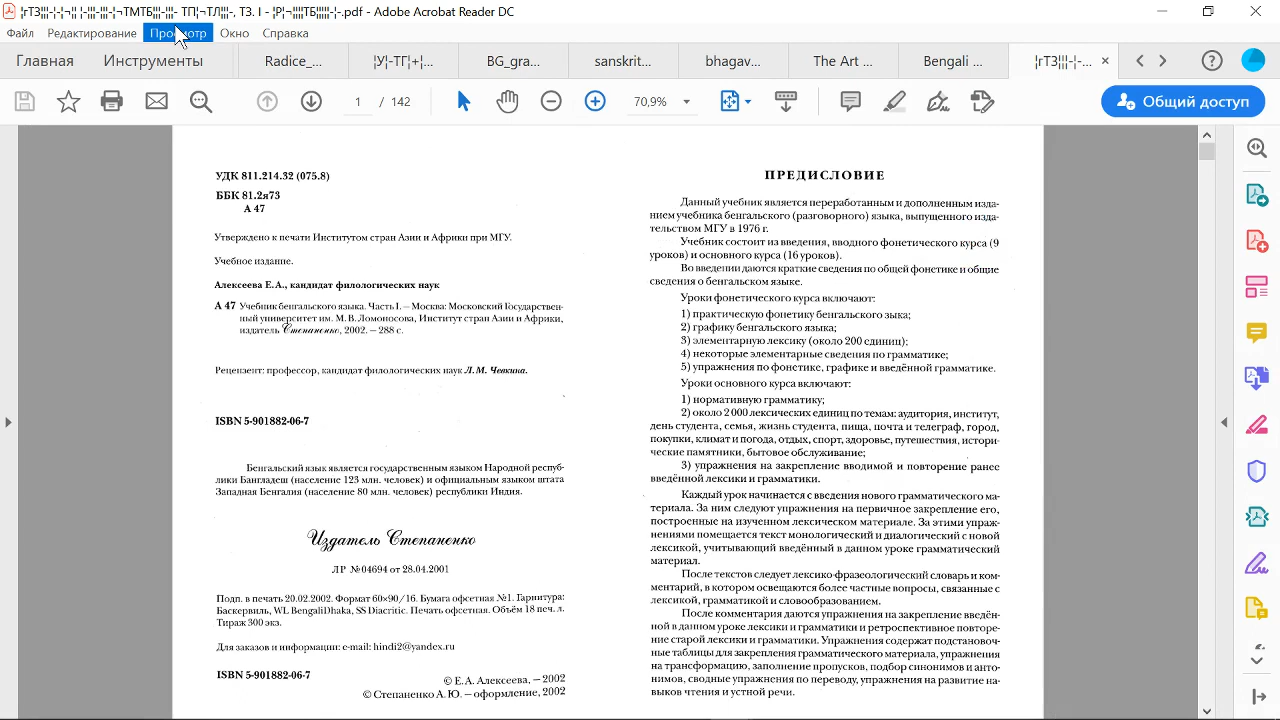 - Adobe Acrobat Reader DC
Файл Редактирование Просмотр Окно Справка
Главная Инструменты Radice_... BG_gra... sanskrit... bhagav... The Art ... Bengali ...
1 / 142 70,9% Общий доступ
УДК 811.214.32 (075.8)
ББК 81.2я73
А 47
Утверждено к печати Институтом стран Азии и Африки при МГУ.
Учебное издание.
Алексеева Е. А., кандидат филологических наук
А 47 Учебник бенгальского языка. Часть I. – Москва: Московский Государствен-
ный университет им. М. В. Ломоносова, Институт стран Азии и Африки,
издатель Степаненко, 2002. – 288 с.
Рецензент: профессор, кандидат филологических наук Л. М. Четкина.
ISBN 5-901882-06-7
Бенгальский язык является государственным языком Народной респуб-
лики Бангладеш (население 123 млн. человек) и официальным языком штата
Западная Бенгалия (население 80 млн. человек) республики Индия.
Издатель Степаненко
ЛР №04694 от 28.04.2001
Подп. в печать 20.02.2002. Формат 60х90/16. Бумага офсетная №1. Гарнитура:
Баскервиль, WL BengaliDhaka, SS Diacritic. Печать офсетная. Объём 18 печ. л.
Тираж 300 экз.
Для заказов и информации: e-mail: hindi2@yandex.ru
ISBN 5-901882-06-7
© Е. А. Алексеева, – 2002
© Степаненко А. Ю. – оформление, 2002
ПРЕДИСЛОВИЕ
Данный учебник является переработанным и дополненным изда-
нием учебника бенгальского (разговорного) языка, выпущенного изда-
тельством МГУ в 1976 г.
Учебник состоит из введения, вводного фонетического курса (9
уроков) и основного курса (16 уроков).
Во введении даются краткие сведения по общей фонетике и общие
сведения о бенгальском языке.
Уроки фонетического курса включают:
1) практическую фонетику бенгальского зыка;
2) графику бенгальского языка;
3) элементарную лексику (около 200 единиц);
4) некоторые элементарные сведения по грамматике;
5) упражнения по фонетике, графике и введённой грамматике.
Уроки основного курса включают:
1) нормативную грамматику;
2) около 2 000 лексических единиц по темам: аудитория, институт,
день студента, семья, жизнь студента, пища, почта и телеграф, город,
покупки, климат и погода, отдых, спорт, здоровье, путешествия, истори-
ческие памятники, бытовое обслуживание;
3) упражнения на закрепление вводимой и повторение ранее
введённой лексики и грамматики.
Каждый урок начинается с введения нового грамматического ма-
териала. За ним следуют упражнения на первичное закрепление его,
построенные на изученном лексическом материале. За этими упраж-
нениями помещается текст монологический и диалогический с новой
лексикой, учитывающий введённый в данном уроке грамматический
материал.
После текстов следует лексико-фразеологический словарь и ком-
ментарий, в котором освещаются более частные вопросы, связанные с
лексикой, грамматикой и словообразованием.
После комментария даются упражнения на закрепление введён-
ной в данном уроке лексики и грамматики и ретроспективное повторе-
ние старой лексики и грамматики. Упражнения содержат подстановоч-
ные таблицы для закрепления грамматического материала, упражнения
на трансформацию, заполнение пропусков, подбор синонимов и анто-
нимов, сводные упражнения по переводу, упражнения на развитие на-
выков чтения и устной речи.